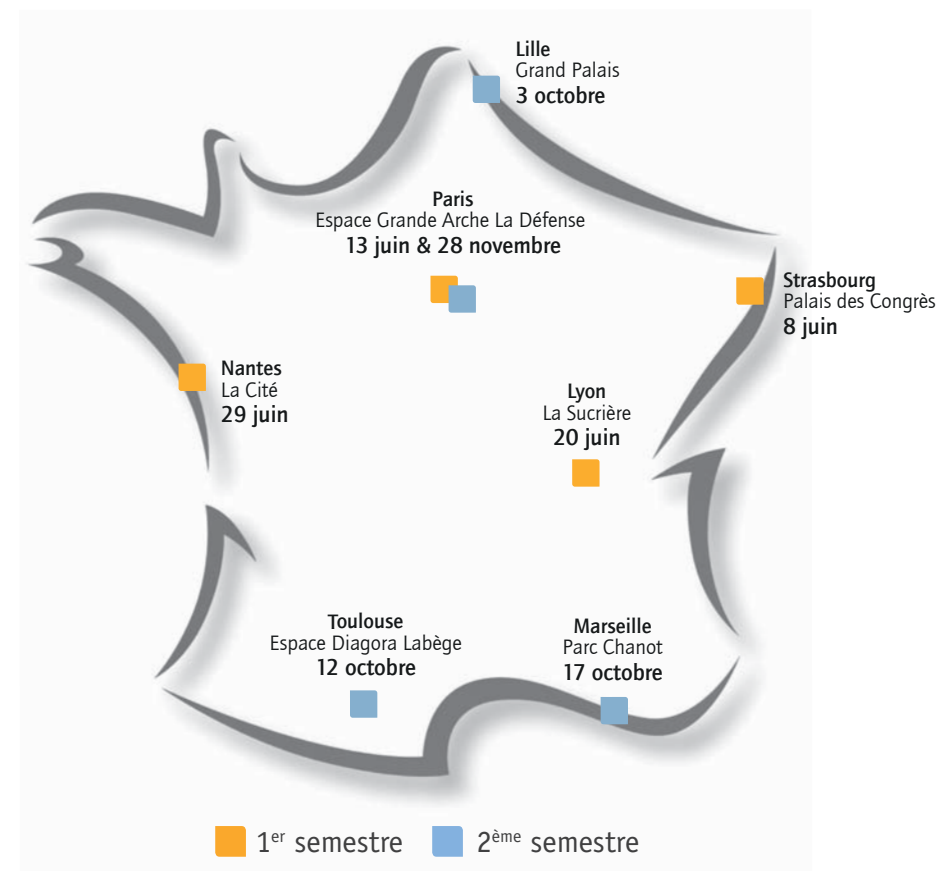 Lille
Grand Palais
3 octobre
Paris
Espace Grande Arche La Défense
13 juin & 28 novembre
Strasbourg
Palais des Congrès
8 juin
Nantes
La Cité
29 juin
Lyon
La Sucrière
20 juin
Toulouse
Espace Diagora Labège
12 octobre
Marseille
Parc Chanot
17 octobre
1er semestre
2ème semestre